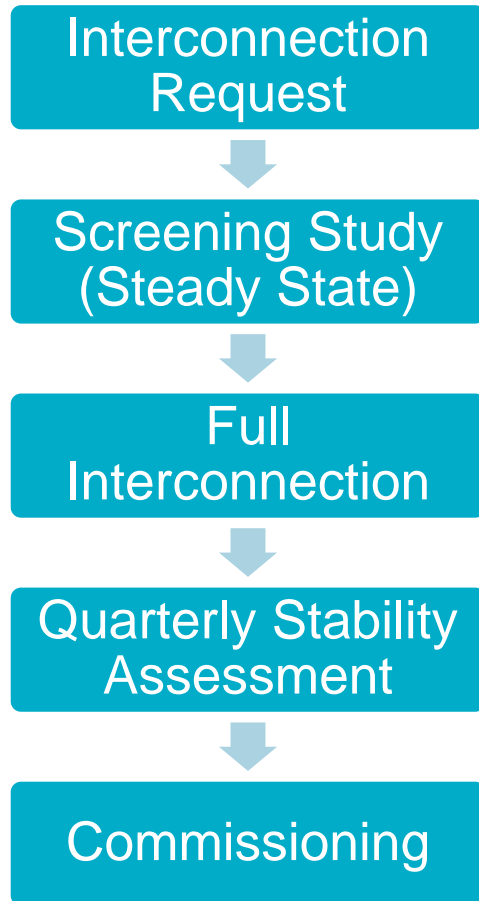 Interconnection
Request
Screening Study
(Steady State)
Full
Interconnection
Quarterly Stability
Assessment
Commissioning